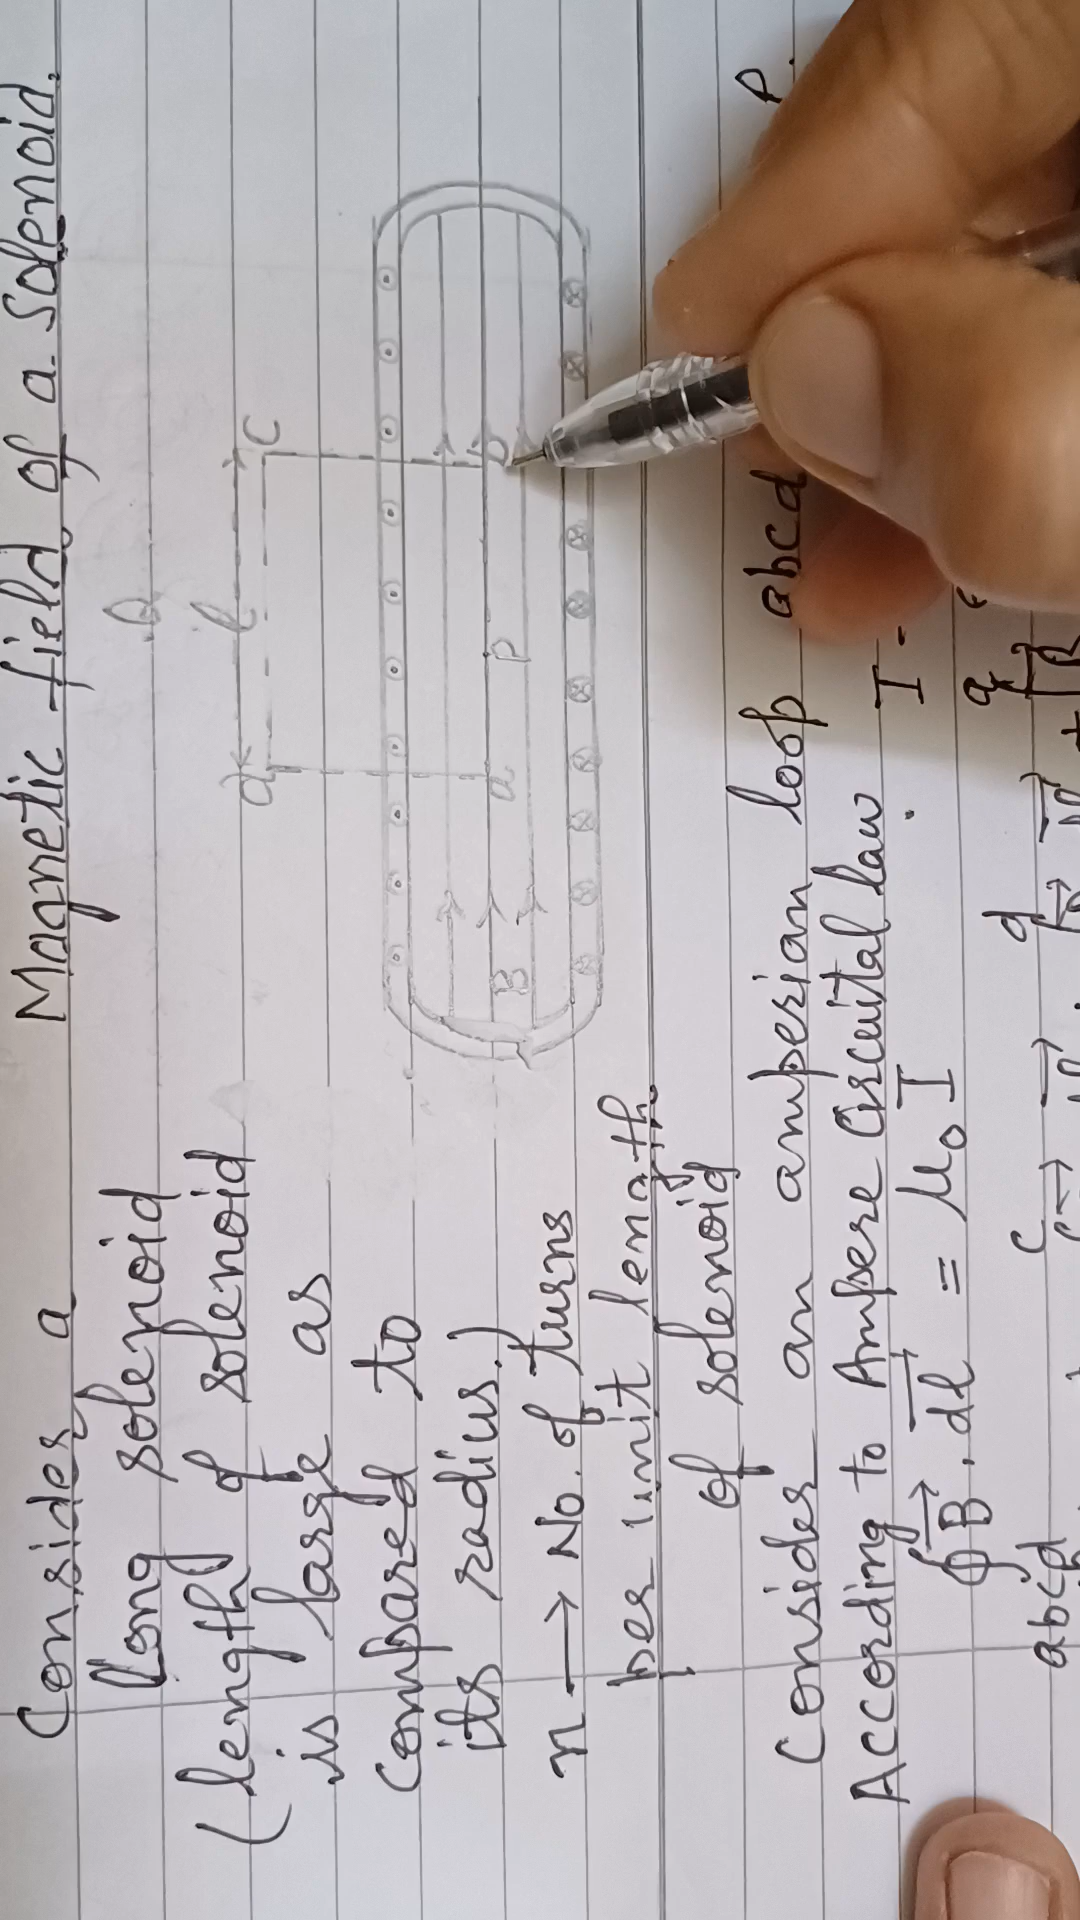 Magnetic field of a solenoid.
Consider a
long solenoid
(length of solenoid
is large as
compared to
its radius.)
n → No. of turns
per unit length
of solenoid
d l C
B a P b
Consider an amperian loop abcd
According to Ampere Circuital law
∮B⃗.dl⃗ = μ₀I
abcd